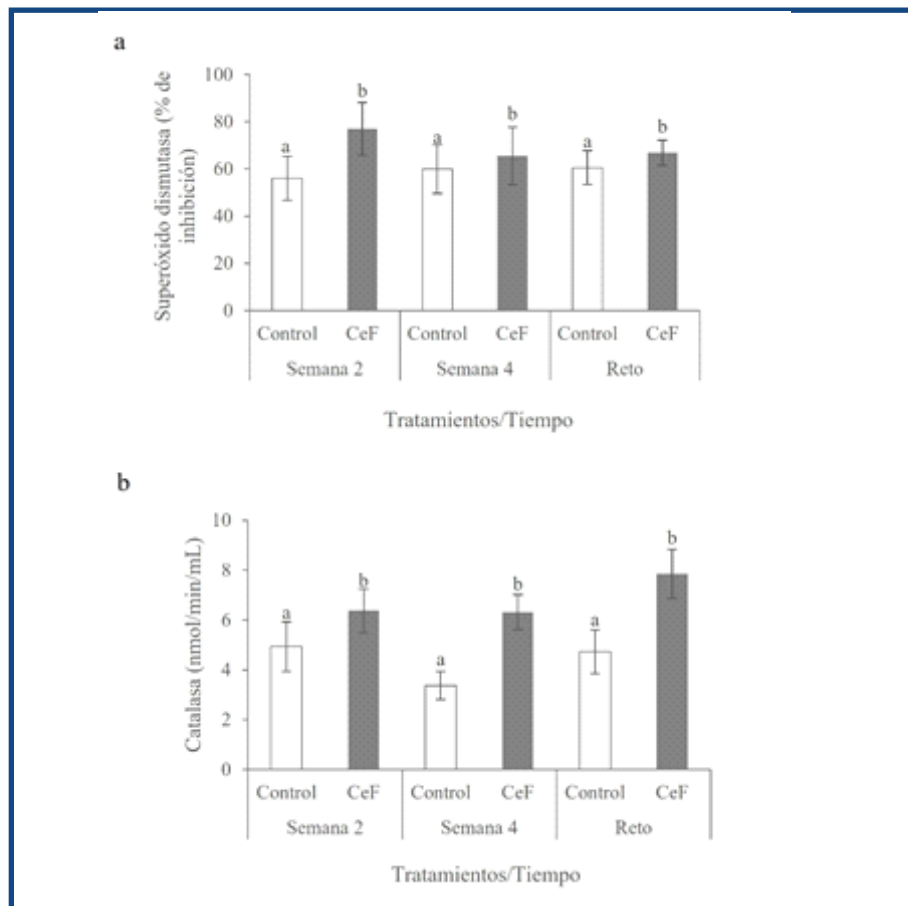 a
Superóxido dismutasa (% de
inhibición)
100
80
60
40
20
0
a
b
a
b
a
b
Control
CeF
Control
CeF
Control
CeF
Semana 2
Semana 4
Reto
Tratamientos/Tiempo
b
Catalasa (nmol/min/mL)
10
8
6
4
2
0
a
b
a
b
a
b
Control
CeF
Control
CeF
Control
CeF
Semana 2
Semana 4
Reto
Tratamientos/Tiempo